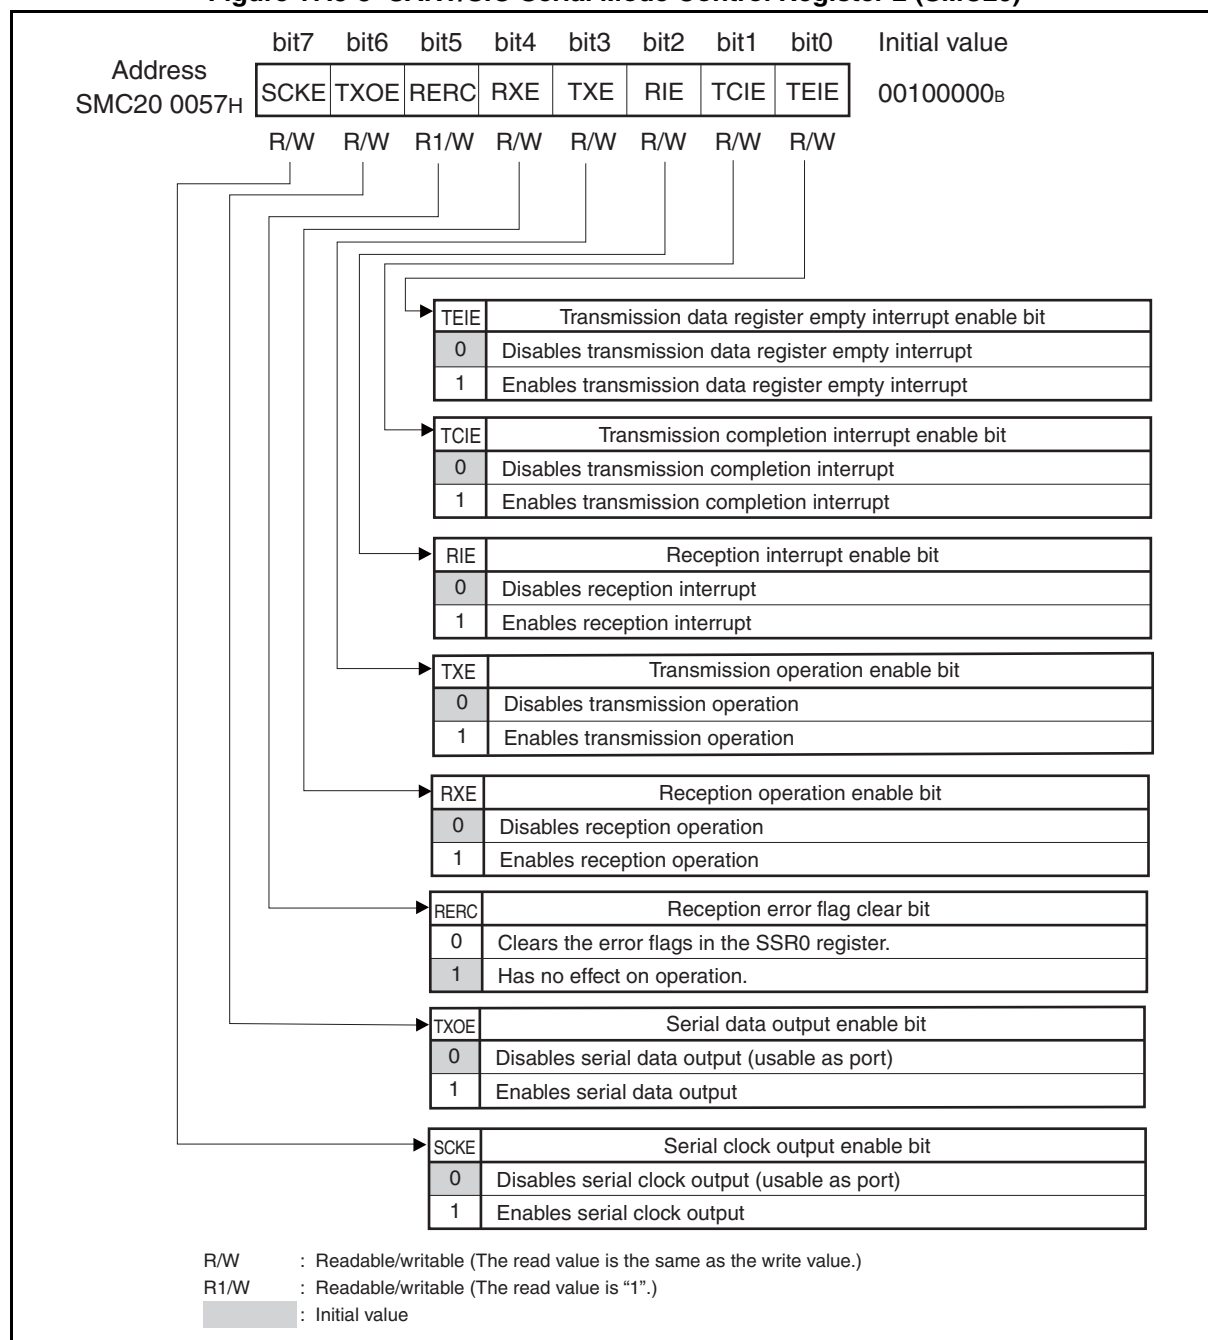 bit7 bit6 bit5 bit4 bit3 bit2 bit1 bit0 Initial value
Address
SMC20 0057H SCKE TXOE RERC RXE TXE RIE TCIE TEIE 00100000B
R/W R/W R1/W R/W R/W R/W R/W R/W
TEIE Transmission data register empty interrupt enable bit
0 Disables transmission data register empty interrupt
1 Enables transmission data register empty interrupt
TCIE Transmission completion interrupt enable bit
0 Disables transmission completion interrupt
1 Enables transmission completion interrupt
RIE Reception interrupt enable bit
0 Disables reception interrupt
1 Enables reception interrupt
TXE Transmission operation enable bit
0 Disables transmission operation
1 Enables transmission operation
RXE Reception operation enable bit
0 Disables reception operation
1 Enables reception operation
RERC Reception error flag clear bit
0 Clears the error flags in the SSR0 register.
1 Has no effect on operation.
TXOE Serial data output enable bit
0 Disables serial data output (usable as port)
1 Enables serial data output
SCKE Serial clock output enable bit
0 Disables serial clock output (usable as port)
1 Enables serial clock output
R/W : Readable/writable (The read value is the same as the write value.)
R1/W : Readable/writable (The read value is “1”.)
: Initial value